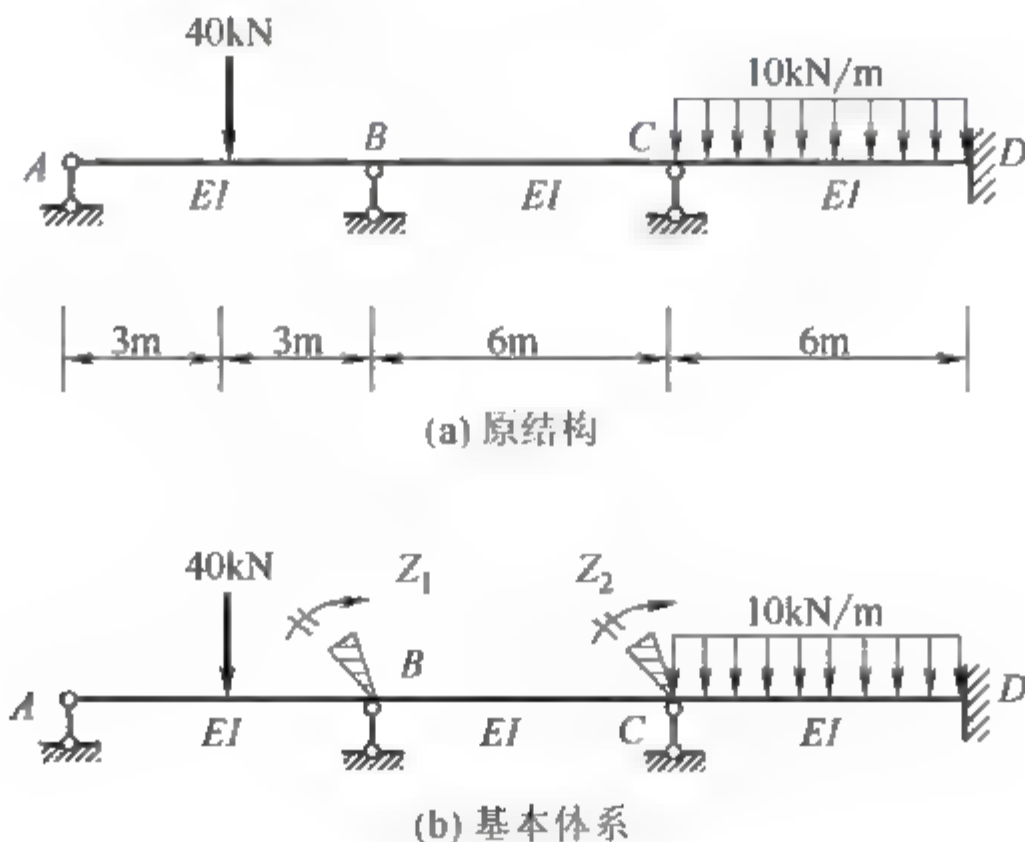 40kN
10kN/m
A B C D
EI EI EI
3m 3m 6m 6m
(a) 原结构
40kN Z₁ Z₂ 10kN/m
A B C D
EI EI EI
(b) 基本体系